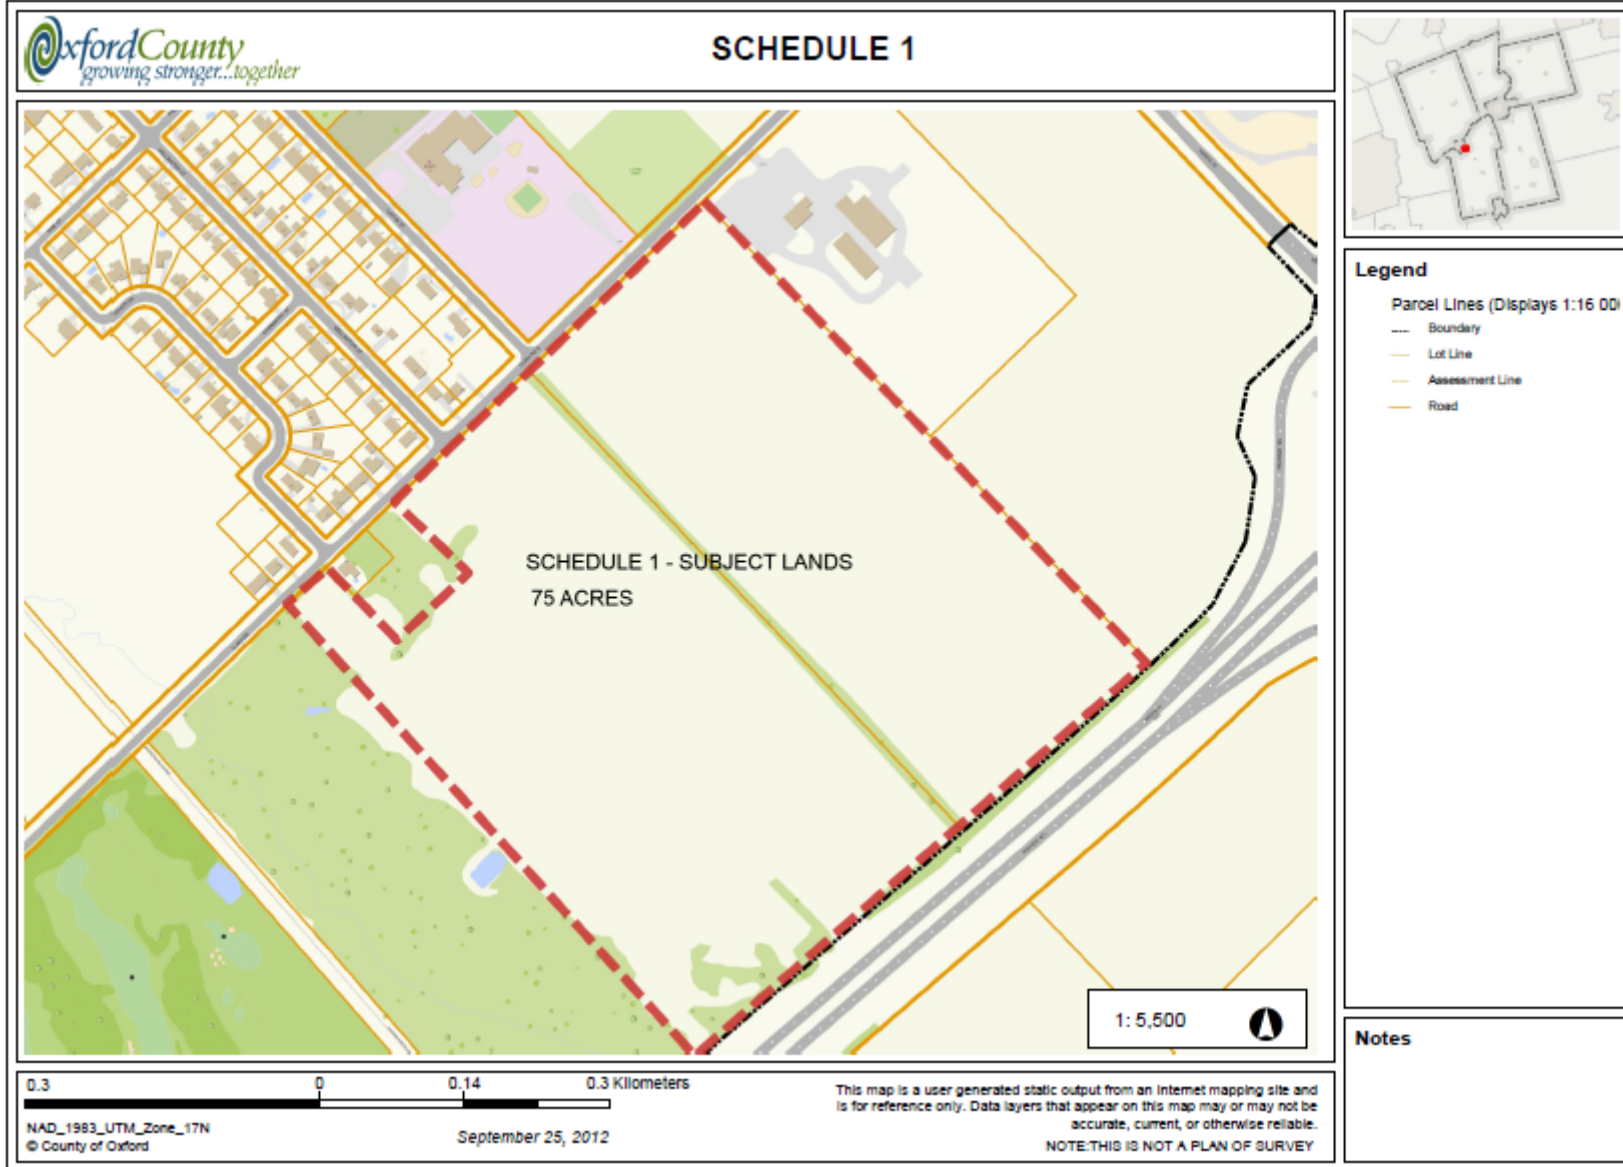 OxfordCounty
growing stronger...together
SCHEDULE 1
SCHEDULE 1 - SUBJECT LANDS
75 ACRES
1: 5,500
Legend
Parcel Lines (Displays 1:16 00
Boundary
Lot Line
Assessment Line
Road
Notes
0.3 0 0.14 0.3 Kilometers
NAD_1983_UTM_Zone_17N
© County of Oxford
September 25, 2012
This map is a user generated static output from an Internet mapping site and
is for reference only. Data layers that appear on this map may or may not be
accurate, current, or otherwise reliable.
NOTE:THIS IS NOT A PLAN OF SURVEY